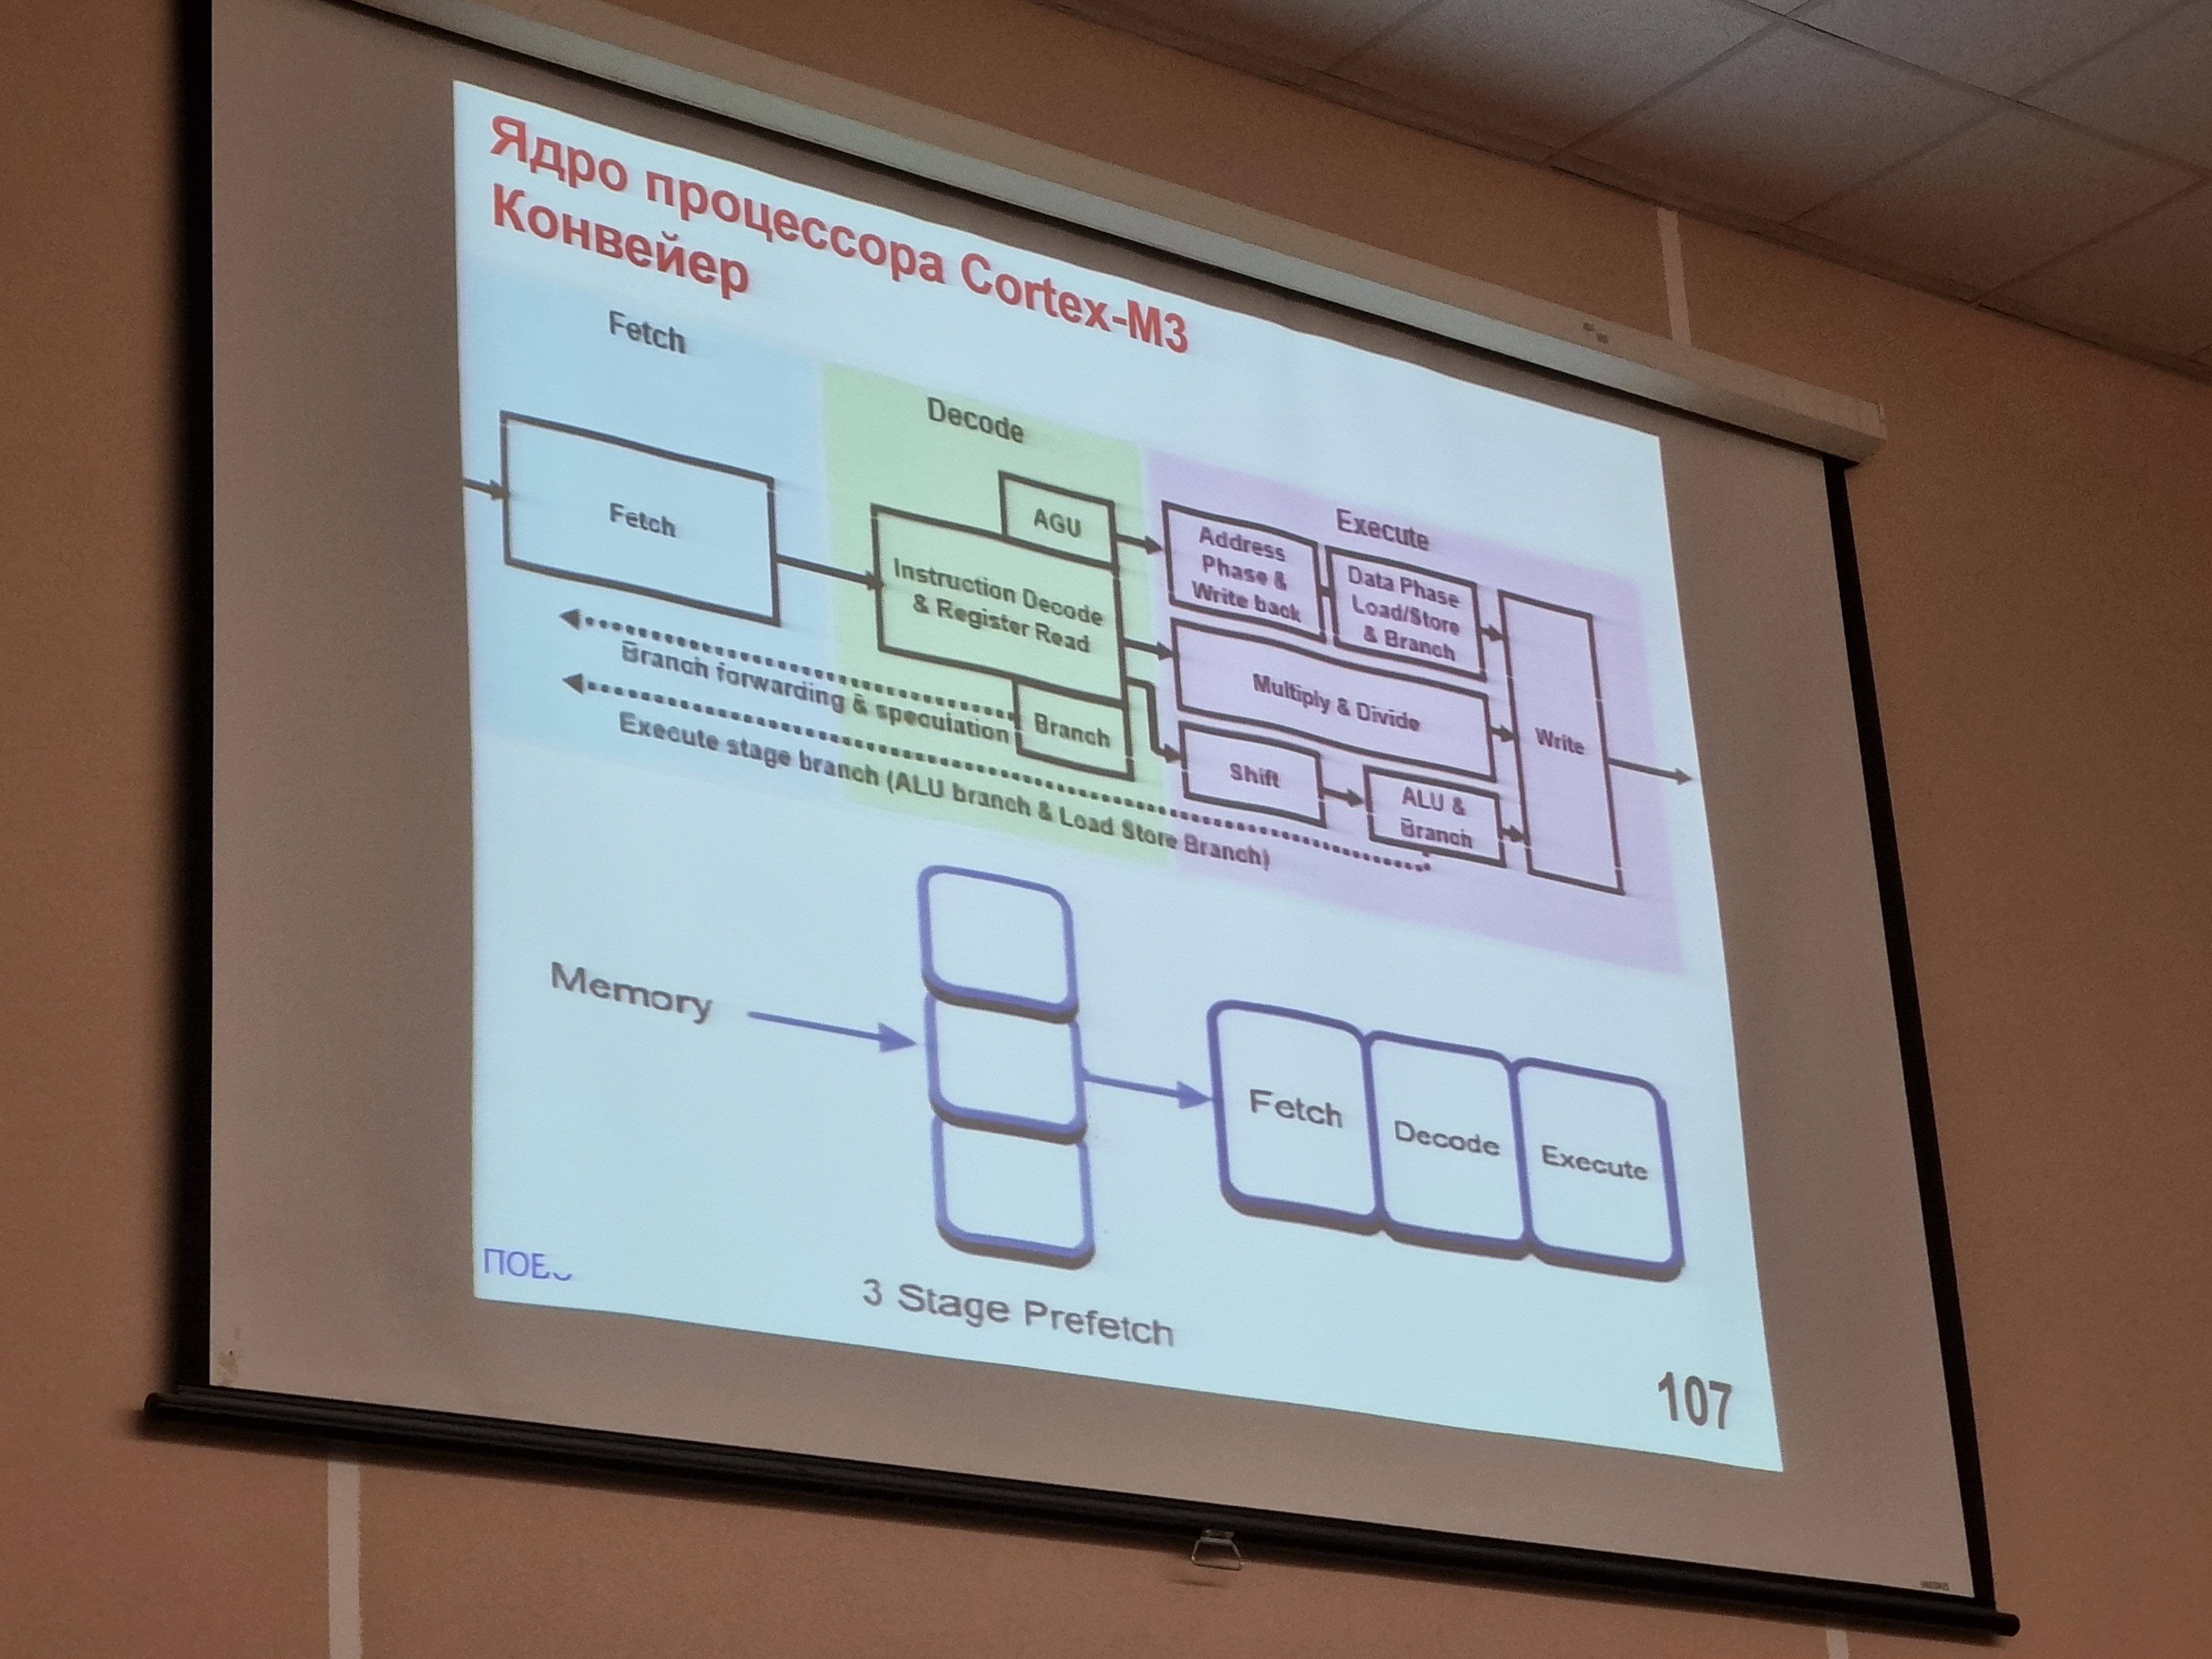 Ядро процессора Cortex-M3
Конвейер
Fetch
Decode
Execute
Fetch
AGU
Instruction Decode
& Register Read
Branch
Address
Phase &
Write back
Data Phase
Load/Store
& Branch
Multiply & Divide
Shift
ALU &
Branch
Write
Branch forwarding & speculation
Execute stage branch (ALU branch & Load Store Branch)
Memory
Fetch
Decode
Execute
3 Stage Prefetch
107